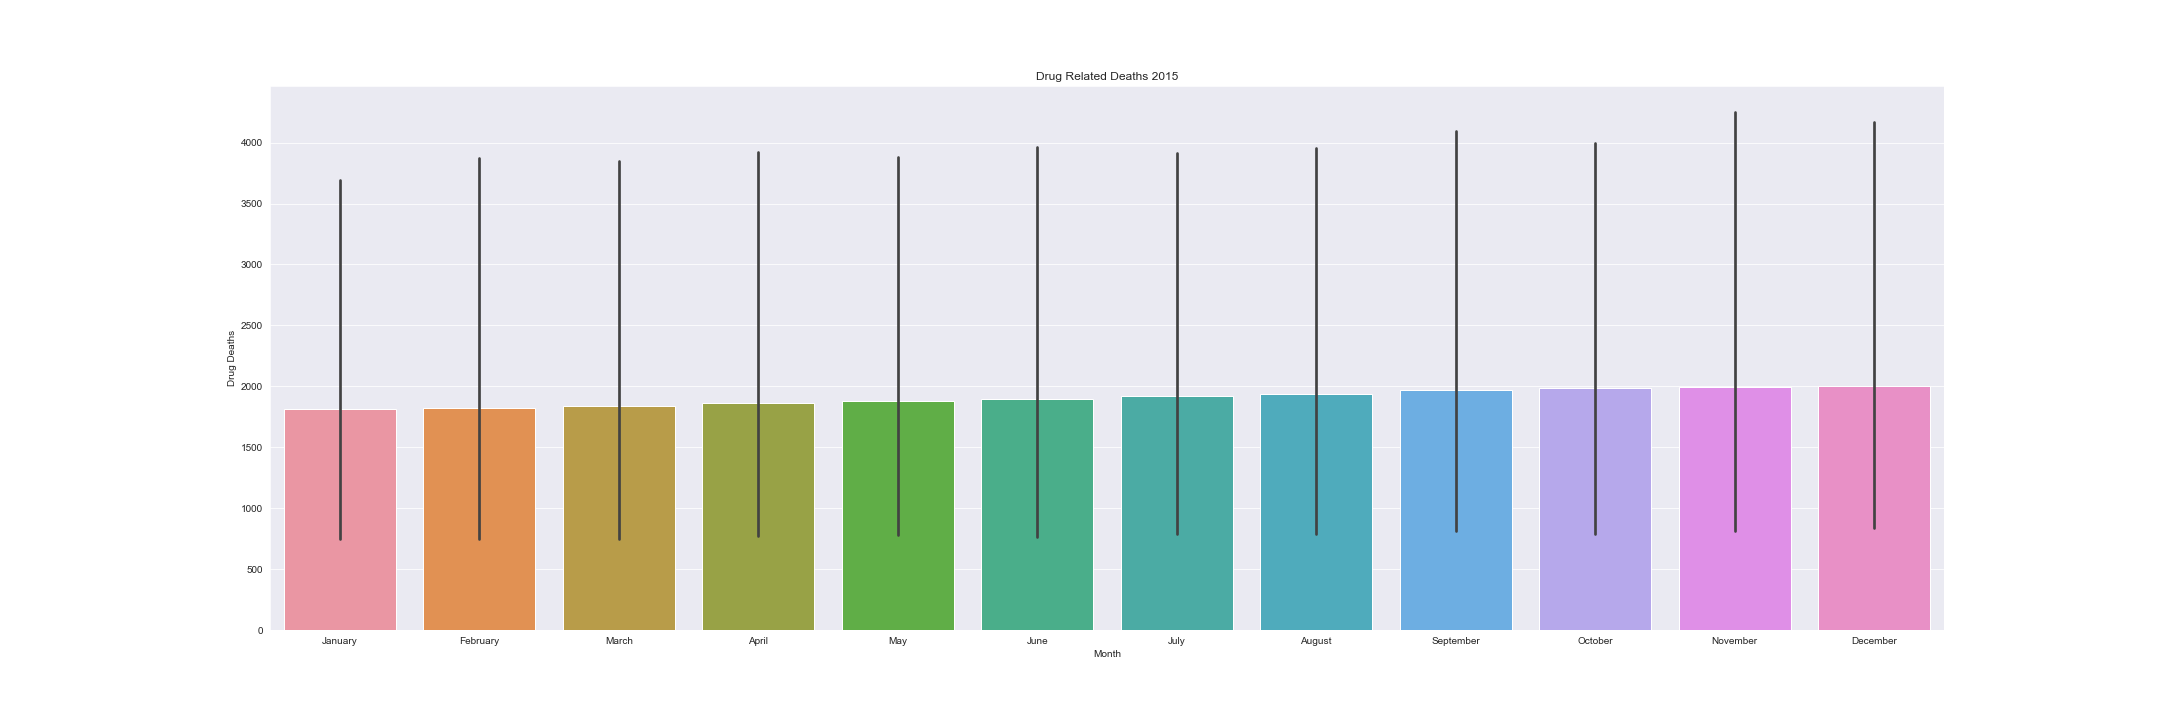 Drug Related Deaths 2015
4000
3500
3000
2500
2000
1500
1000
500
0
Drug Deaths
January February March April May June July August September October November December
Month